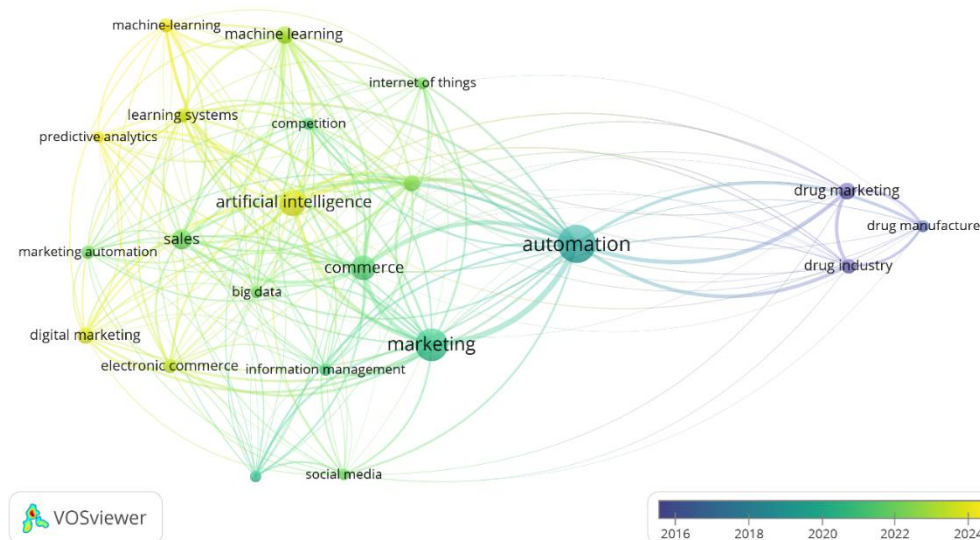 machine-learning
machine learning
internet of things
learning systems
competition
predictive analytics
artificial intelligence
drug marketing
drug manufacture
sales
automation
marketing automation
commerce
drug industry
big data
digital marketing
marketing
electronic commerce
information management
social media
VOSviewer
2016
2018
2020
2022
2024